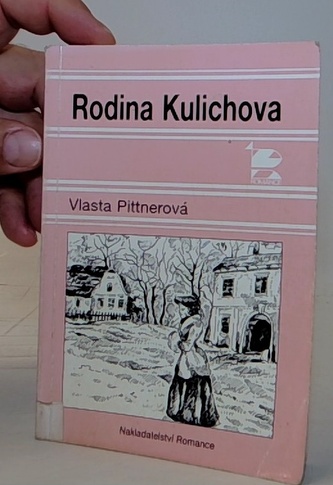 Rodina Kulichova
Vlasta Pittnerová
Nakladatelství Romance